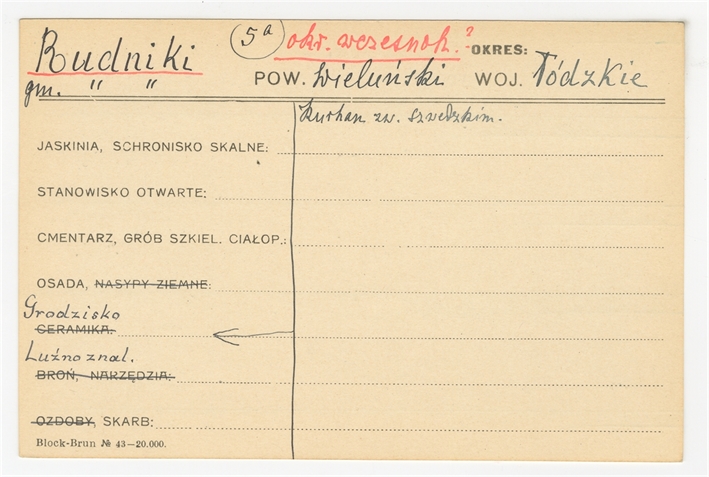 Rudniki 5a okr. wczesnoh.? OKRES:
gm. " " POW. wieluński WOJ. Łódzkie
Kurhan zw. szwedzkim.
JASKINIA, SCHRONISKO SKALNE:
STANOWISKO OTWARTE:
CMENTARZ, GRÓB SZKIEL. CIAŁOP.:
OSADA, NASYPY ZIEMNE:
Grodzisko
CERAMIKA.
Luźno znal.
BROŃ, NARZĘDZIA:
OZDOBY, SKARB:
Block-Brun № 43—20.000.